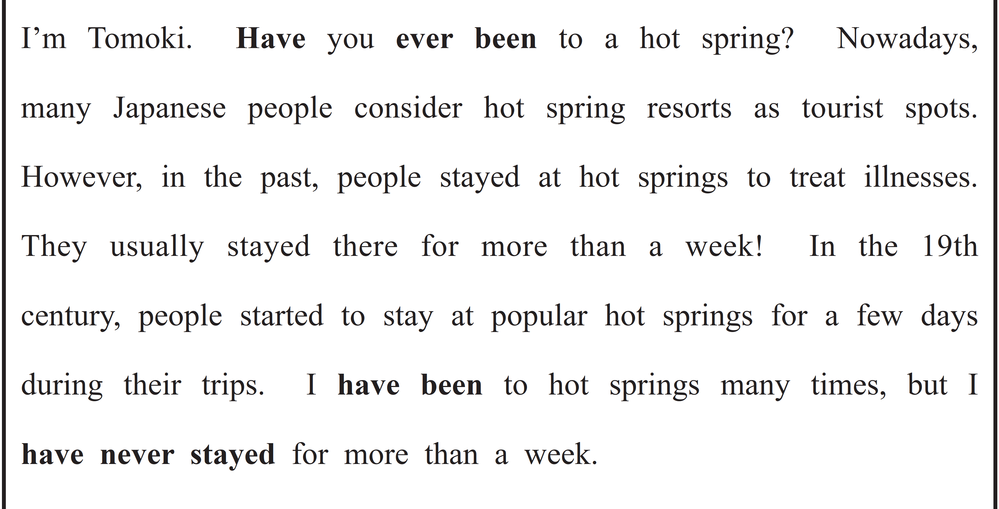 I’m Tomoki. Have you ever been to a hot spring? Nowadays,
many Japanese people consider hot spring resorts as tourist spots.
However, in the past, people stayed at hot springs to treat illnesses.
They usually stayed there for more than a week! In the 19th
century, people started to stay at popular hot springs for a few days
during their trips. I have been to hot springs many times, but I
have never stayed for more than a week.